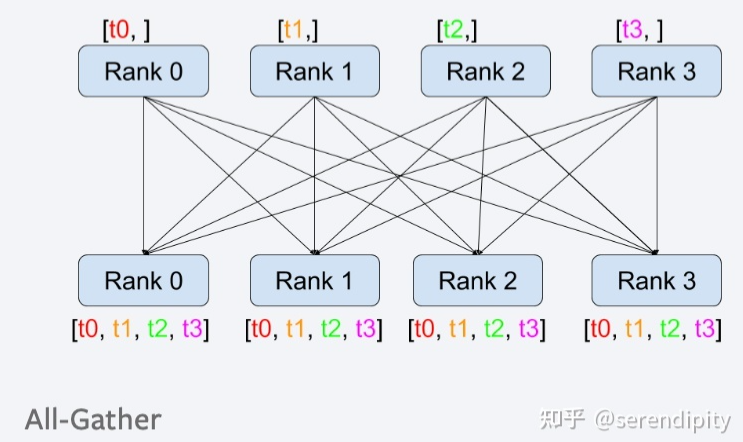 [t0, ] [t1,] [t2,] [t3, ]
Rank 0 Rank 1 Rank 2 Rank 3
Rank 0 Rank 1 Rank 2 Rank 3
[t0, t1, t2, t3] [t0, t1, t2, t3] [t0, t1, t2, t3] [t0, t1, t2, t3]
All-Gather
知乎 @serendipity